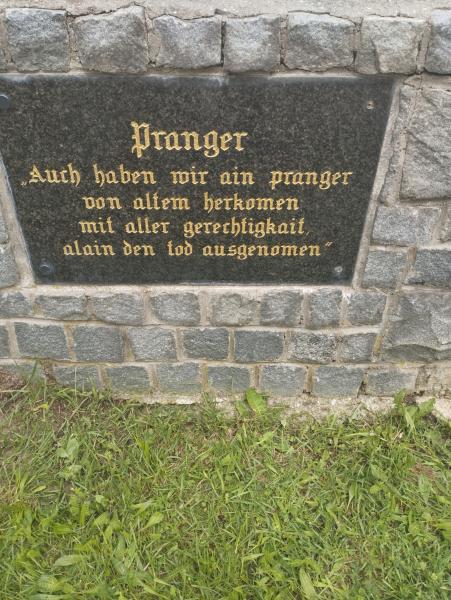 Pranger
„Auch haben wir ain pranger
von altem herkomen
mit aller gerechtigkait,
alain den tod ausgenomen"